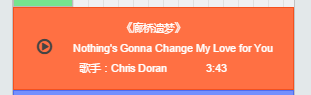 《廊桥遗梦》
Nothing's Gonna Change My Love for You
歌手：Chris Doran 3:43